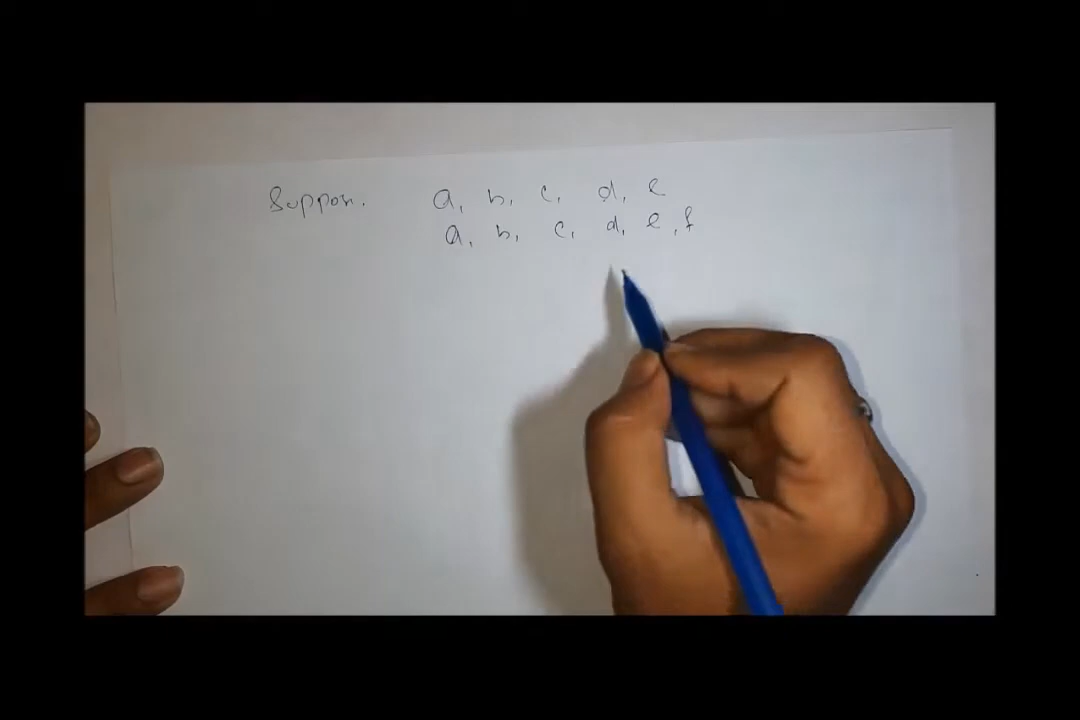 Suppose. a, b, c, d, e
a, b, c, d, e, f